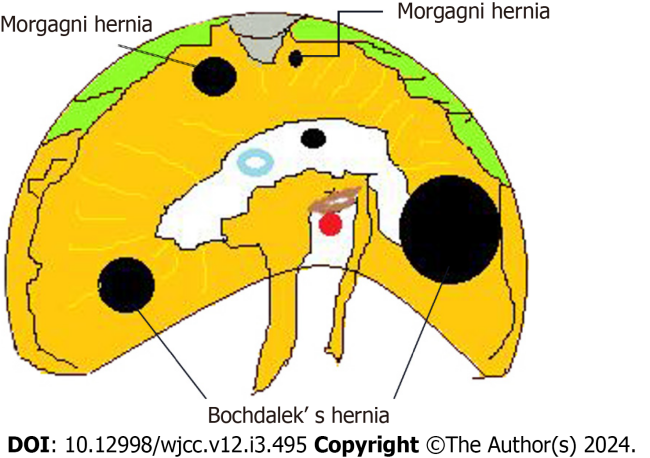 Morgagni hernia
Morgagni hernia
Bochdalek’ s hernia
DOI: 10.12998/wjcc.v12.i3.495 Copyright ©The Author(s) 2024.